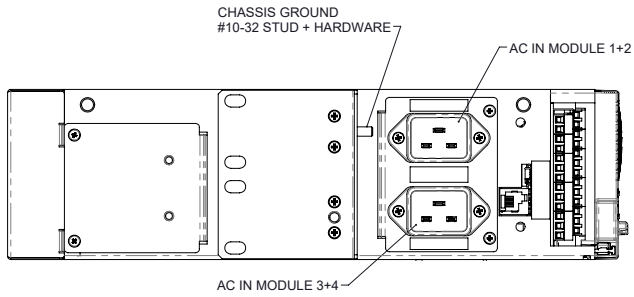 CHASSIS GROUND
#10-32 STUD + HARDWARE
AC IN MODULE 1+2
AC IN MODULE 3+4